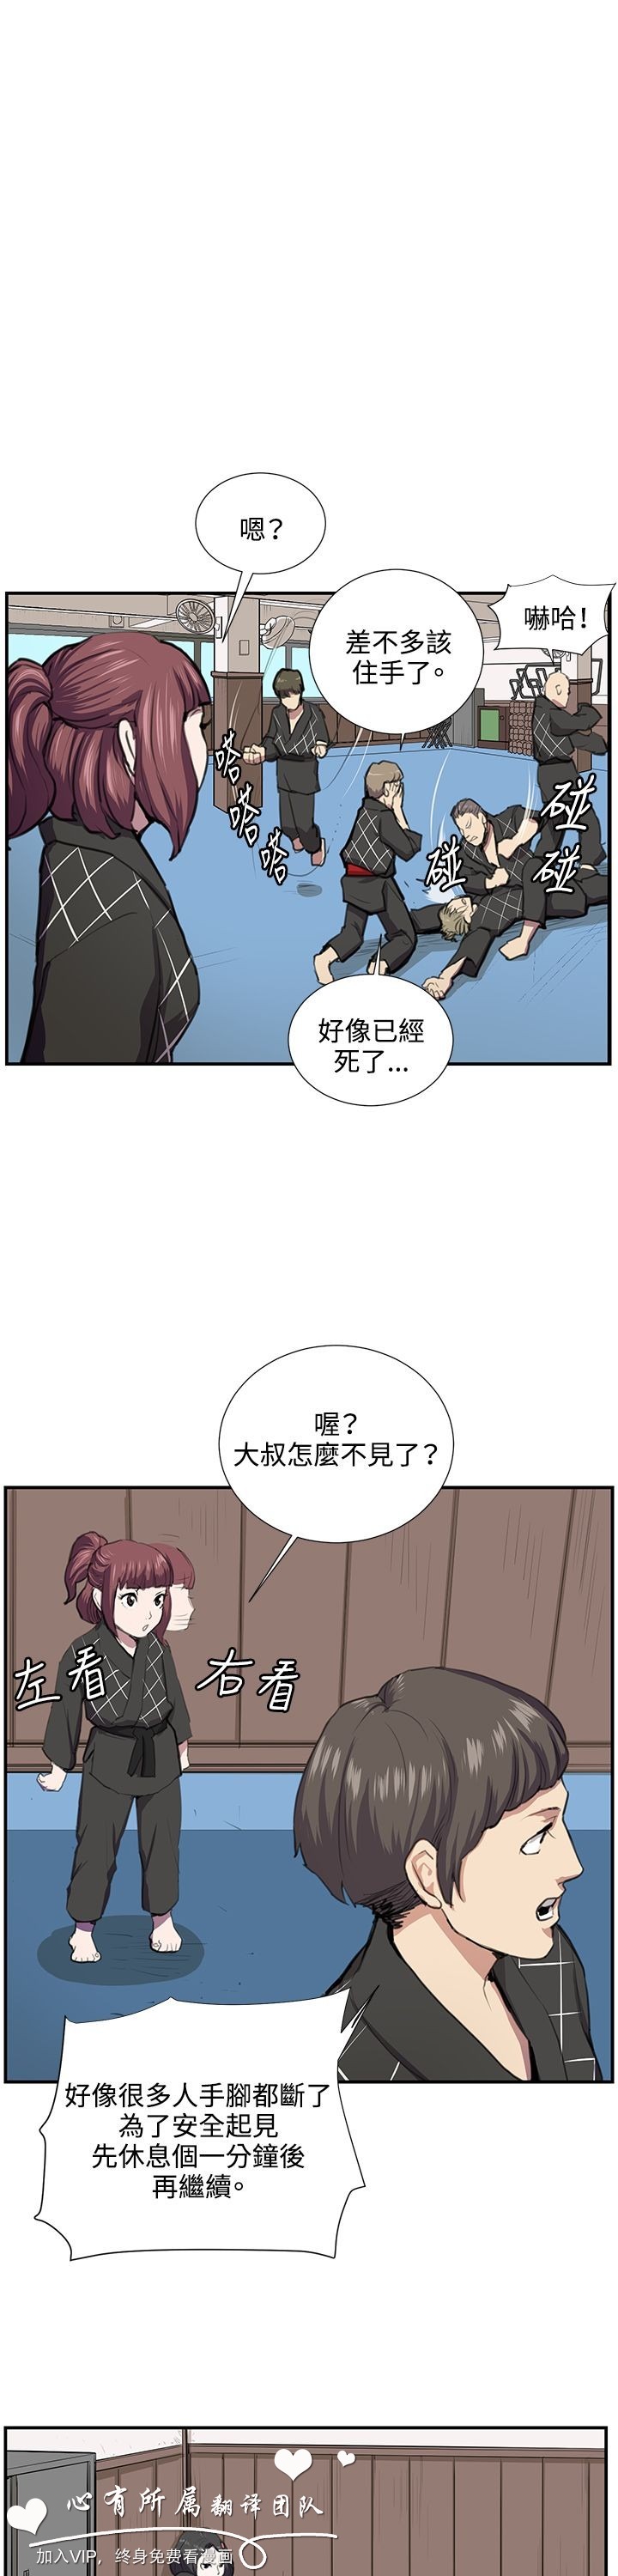 嗯?
差不多該
住手了。
嚇哈!
嗒
嗒
嗒
碰
碰
碰
好像已經
死了...
喔?
大叔怎麼不見了?
左看
右看
好像很多人手腳都斷了
為了安全起見
先休息個一分鐘後
再繼續。
心有所属翻译团队
加入VIP，终身免费看漫画